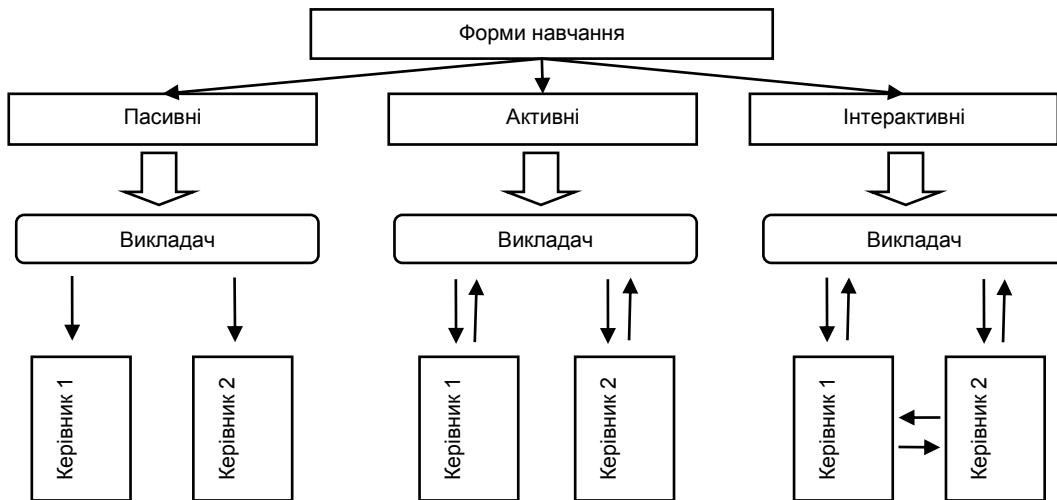 Форми навчання
Пасивні
Активні
Інтерактивні
Викладач
Викладач
Викладач
Керівник 1
Керівник 2
Керівник 1
Керівник 2
Керівник 1
Керівник 2